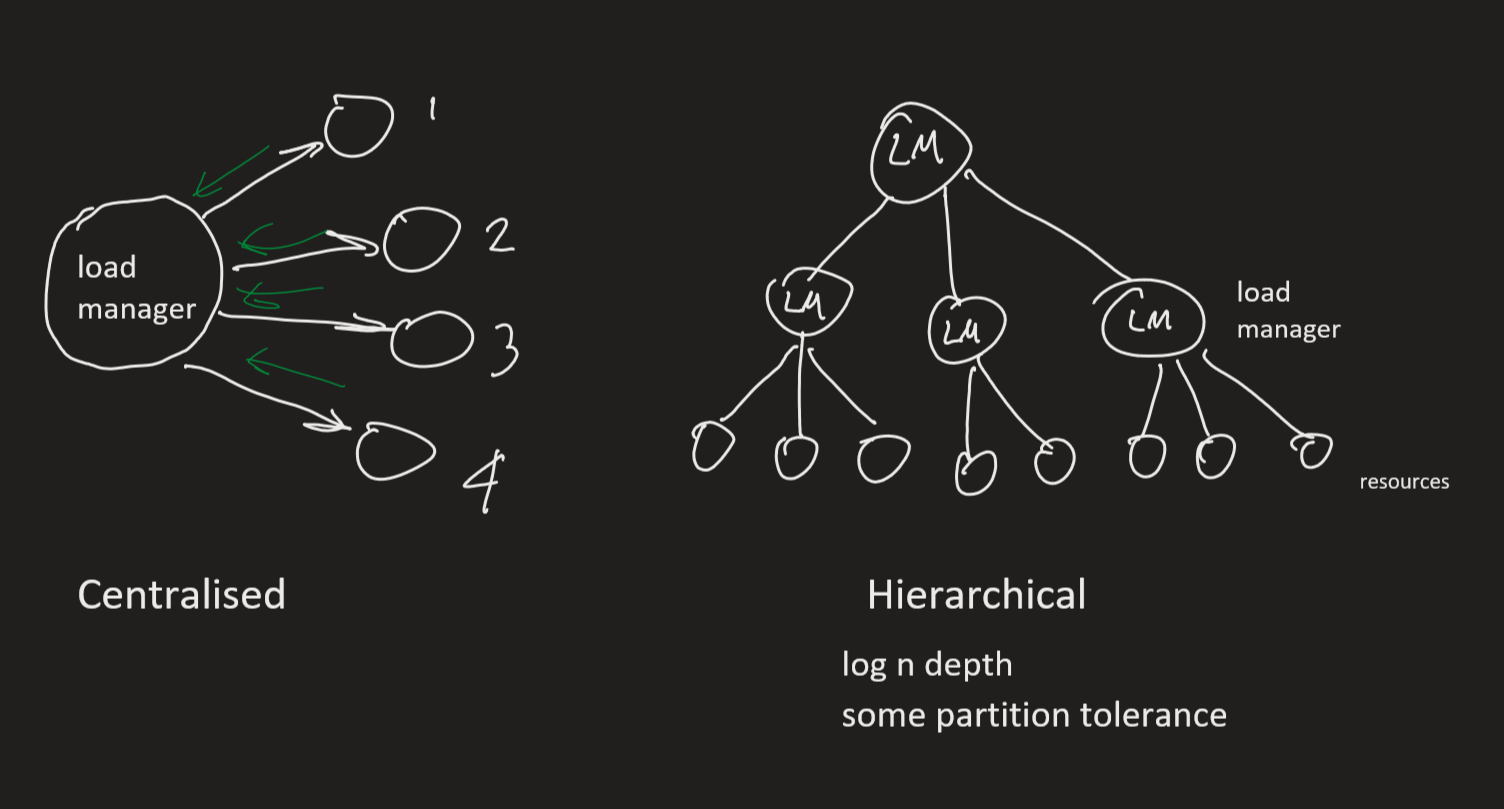 1
2
load
manager
3
4
Centralised
LM
LM
LM
LM
load
manager
resources
Hierarchical
log n depth
some partition tolerance